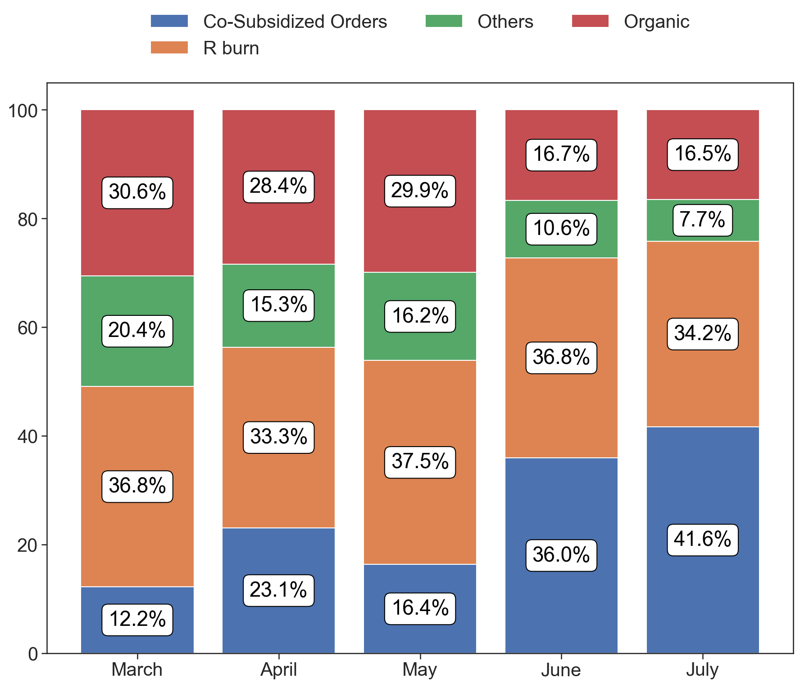 Co-Subsidized Orders Others Organic
R burn
100
80
60
40
20
0
30.6% 28.4% 29.9% 16.7% 16.5%
20.4% 15.3% 16.2% 10.6% 7.7%
36.8% 33.3% 37.5% 36.8% 34.2%
12.2% 23.1% 16.4% 36.0% 41.6%
March April May June July